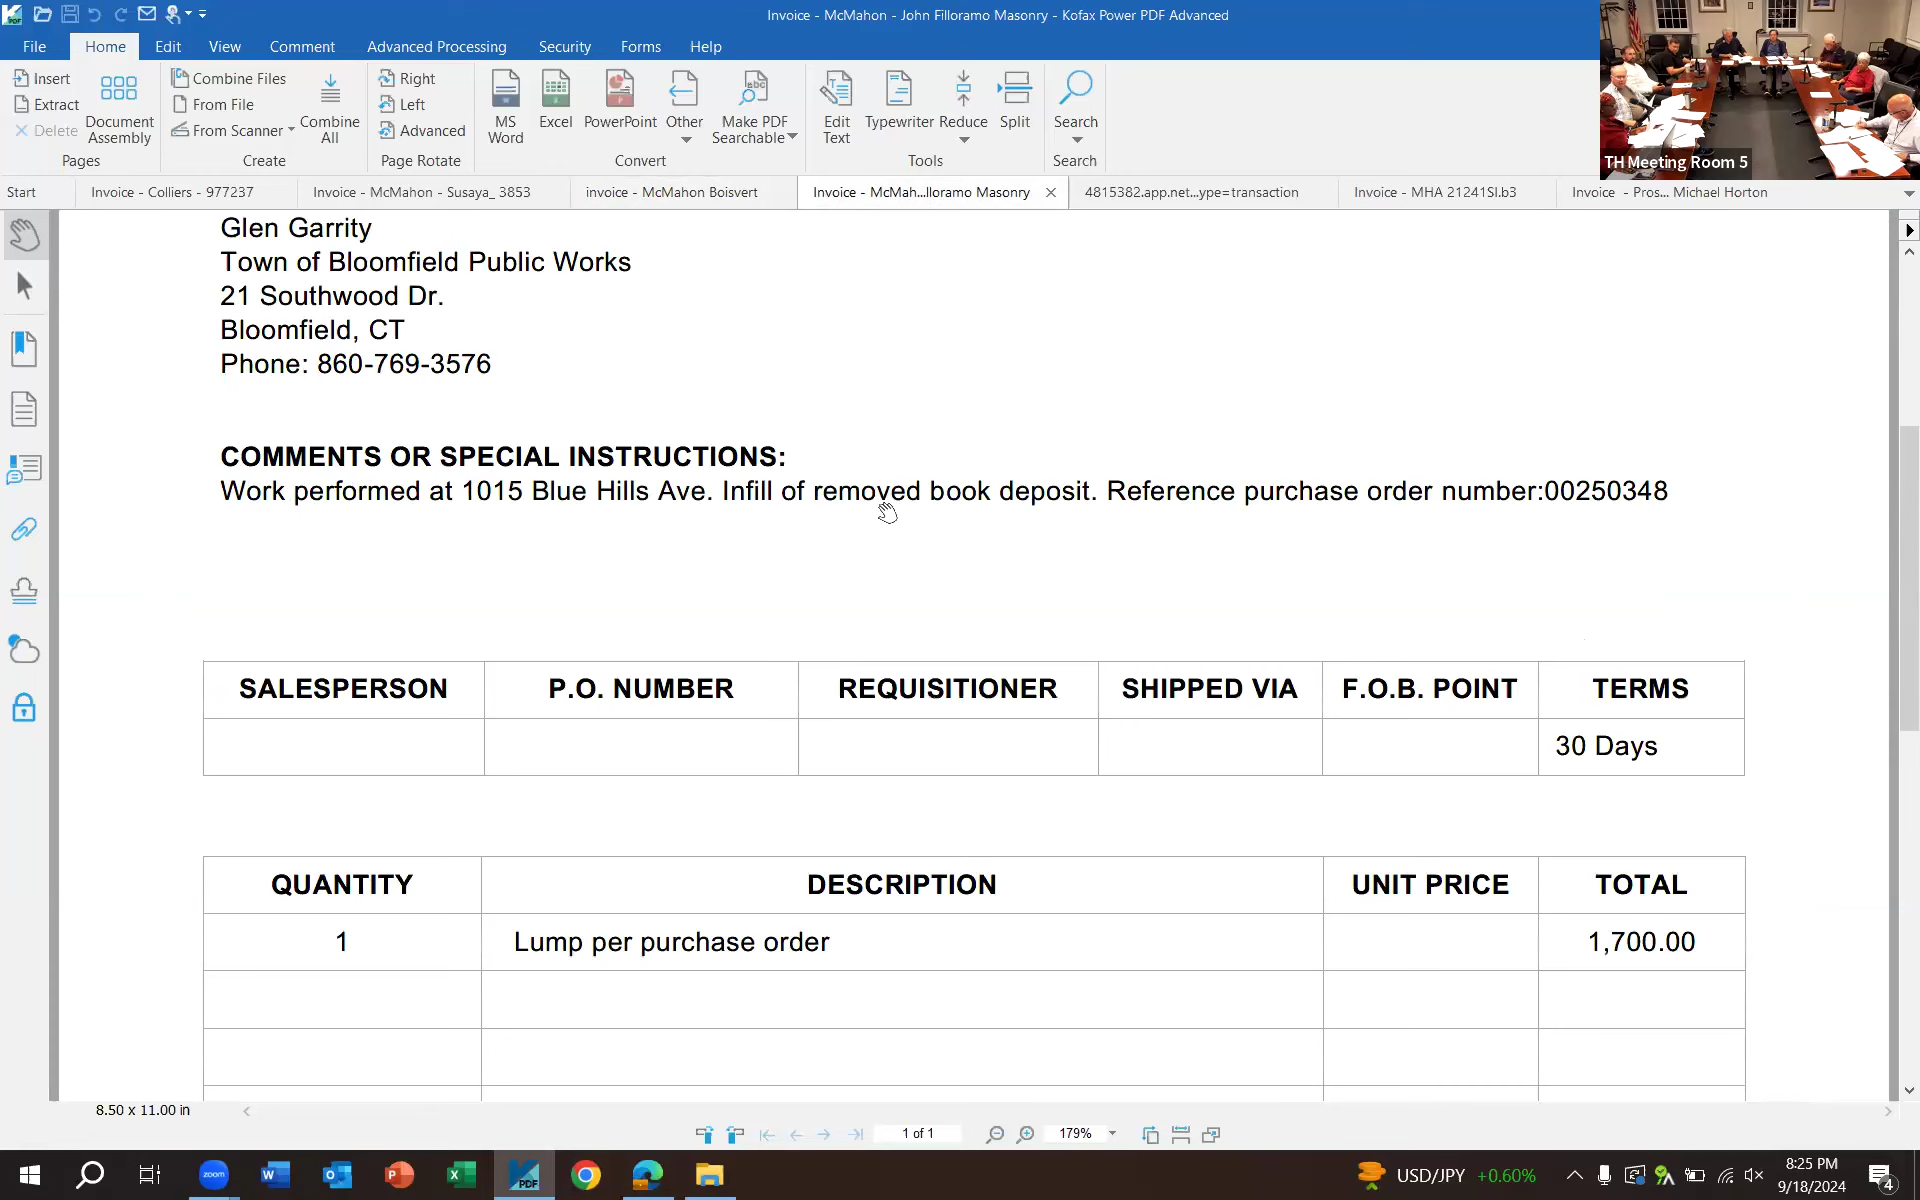 Invoice - McMahon - John Filloramo Masonry - Kofax Power PDF Advanced
File Home Edit View Comment Advanced Processing Security Forms Help
Insert
Extract
Delete
Document Assembly
Pages
Combine Files
From File
From Scanner
Combine All
Create
Right
Left
Advanced
Page Rotate
MS Word
Excel
PowerPoint
Other
Make PDF Searchable
Convert
Edit Text
Typewriter
Reduce
Split
Tools
Search
Search
TH Meeting Room 5
Start
Invoice - Colliers - 977237
Invoice - McMahon - Susaya_ 3853
invoice - McMahon Boisvert
Invoice - McMah...lloramo Masonry
4815382.app.net...ype=transaction
Invoice - MHA 21241SI.b3
Invoice - Pros... Michael Horton
Glen Garrity
Town of Bloomfield Public Works
21 Southwood Dr.
Bloomfield, CT
Phone: 860-769-3576
COMMENTS OR SPECIAL INSTRUCTIONS:
Work performed at 1015 Blue Hills Ave. Infill of removed book deposit. Reference purchase order number:00250348
SALESPERSON P.O. NUMBER REQUISITIONER SHIPPED VIA F.O.B. POINT TERMS
30 Days
QUANTITY DESCRIPTION UNIT PRICE TOTAL
1 Lump per purchase order 1,700.00
8.50 x 11.00 in
1 of 1
179%
zoom
PDF
USD/JPY +0.60%
8:25 PM
9/18/2024
4